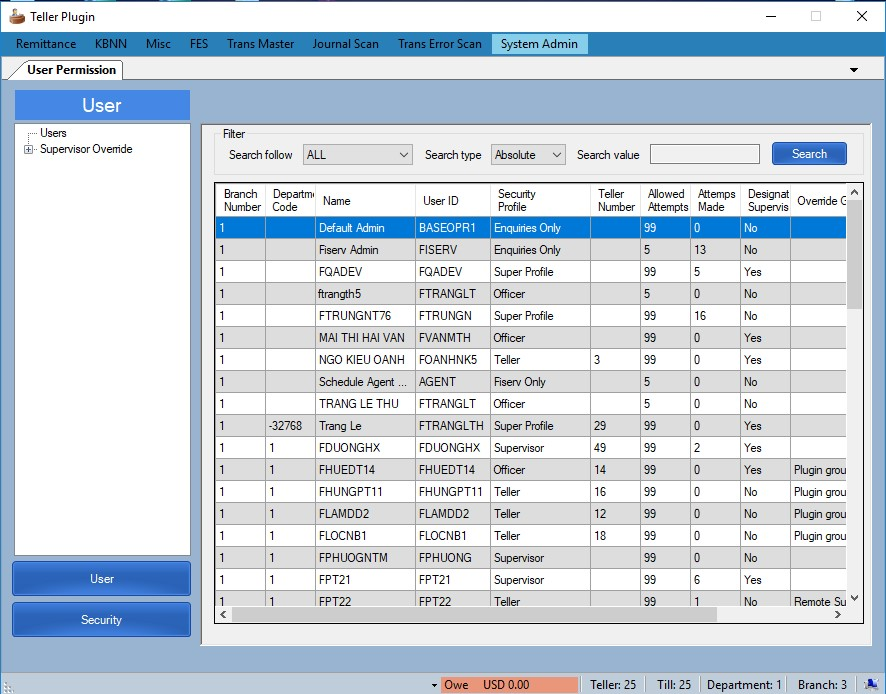 Teller Plugin
Remittance KBNN Misc FES Trans Master Journal Scan Trans Error Scan System Admin
User Permission
User
Users
Supervisor Override
Filter
Search follow ALL Search type Absolute Search value Search
Branch Number Departm Code Name User ID Security Profile Teller Number Allowed Attempts Attemps Made Designat Supervis Override G
1 Default Admin BASEOPR1 Enquiries Only 99 0 No
1 Fiserv Admin FISERV Enquiries Only 5 13 No
1 FQADEV FQADEV Super Profile 99 5 Yes
1 ftrangth5 FTRANGLT Officer 5 0 No
1 FTRUNGNT76 FTRUNGN Super Profile 99 16 No
1 MAI THI HAI VAN FVANMTH Officer 99 0 Yes
1 NGO KIEU OANH FOANHNK5 Teller 3 99 0 Yes
1 Schedule Agent ... AGENT Fiserv Only 5 0 No
1 TRANG LE THU FTRANGLT Officer 5 0 No
1 -32768 Trang Le FTRANGLTH Super Profile 29 99 0 Yes
1 1 FDUONGHX FDUONGHX Supervisor 49 99 2 Yes
1 1 FHUEDT14 FHUEDT14 Officer 14 99 0 Yes Plugin grou
1 1 FHUNGPT11 FHUNGPT11 Teller 16 99 0 No Plugin grou
1 1 FLAMDD2 FLAMDD2 Teller 12 99 0 No Plugin grou
1 1 FLOCNB1 FLOCNB1 Teller 18 99 0 No Plugin grou
1 1 FPHUOGNTM FPHUONG Supervisor 99 0 No
1 1 FPT21 FPT21 Supervisor 99 6 Yes
1 1 FPT22 FPT22 Teller 99 1 No Remote Su
User
Security
Owe USD 0.00 Teller: 25 Till: 25 Department: 1 Branch: 3